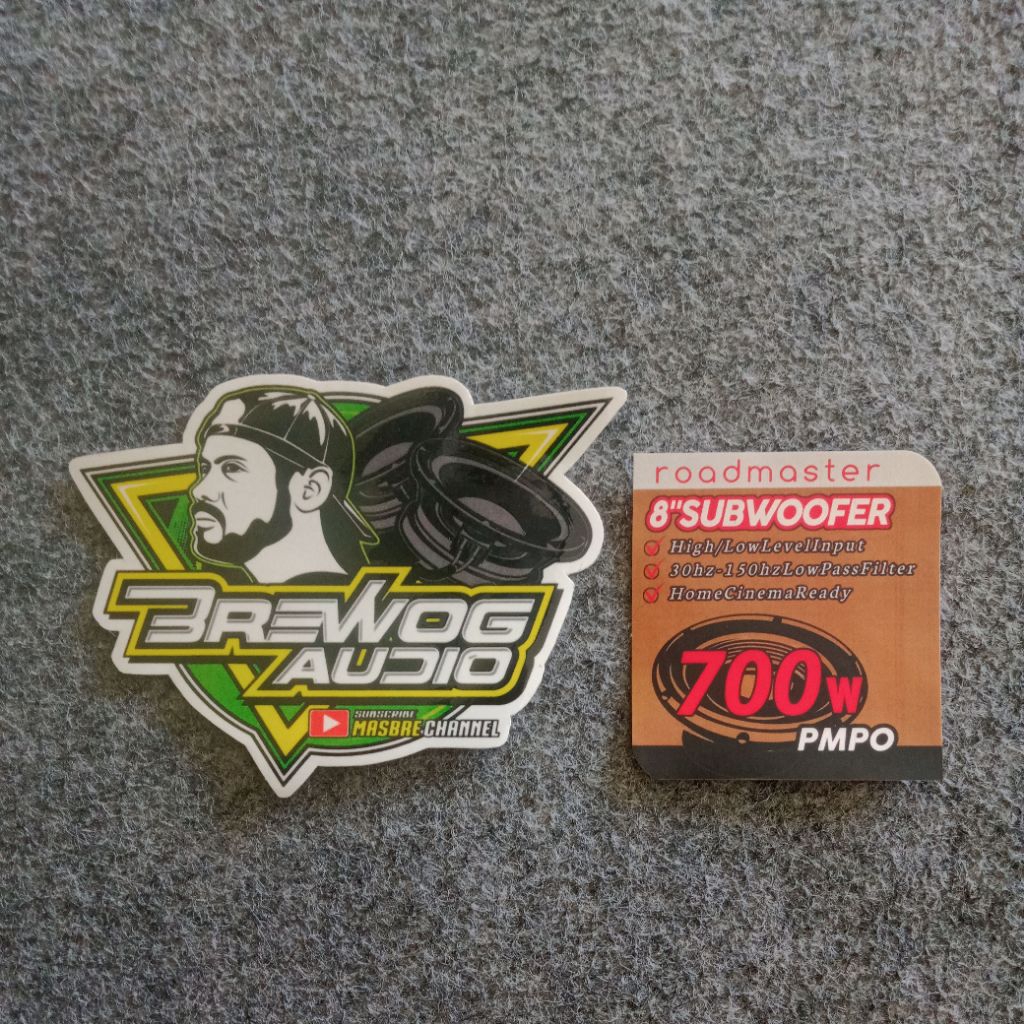 BREWOG
AUDIO
SUBSCRIBE
MASBRE CHANNEL
roadmaster
8"SUBWOOFER
High/LowLevelInput
30hz-150hzLowPassFilter
HomeCinemaReady
700w
PMPO